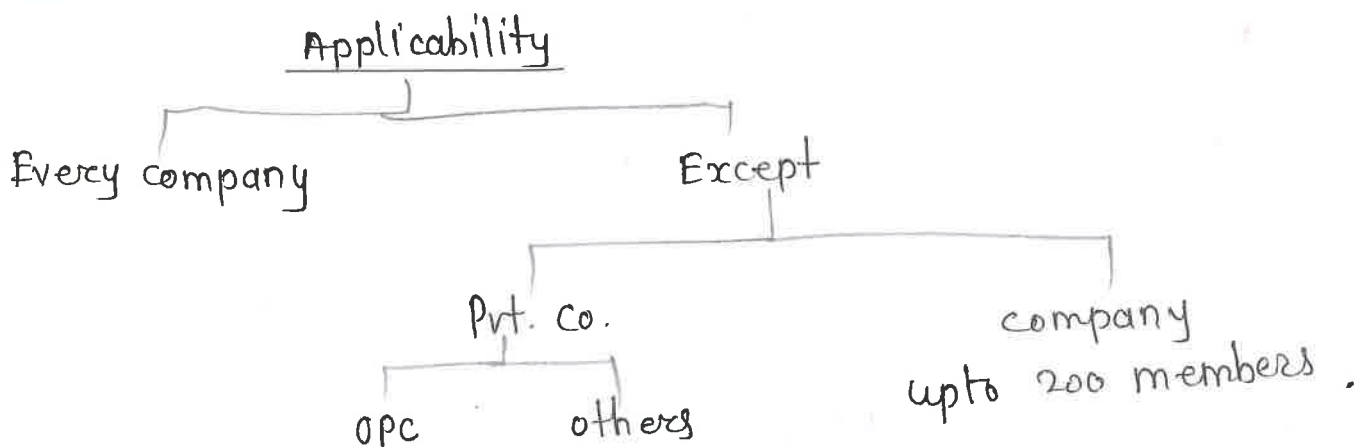 Applicability
Every company
Except
Pvt. Co.
company
upto 200 members.
OPC
others